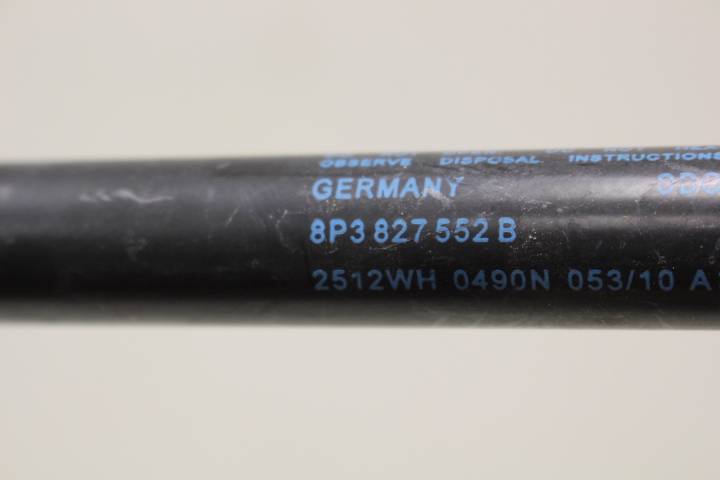 OBSERVE DISPOSAL INSTRUCTIONS
GERMANY
8P3 827 552 B
2512WH 0490N 053/10 A